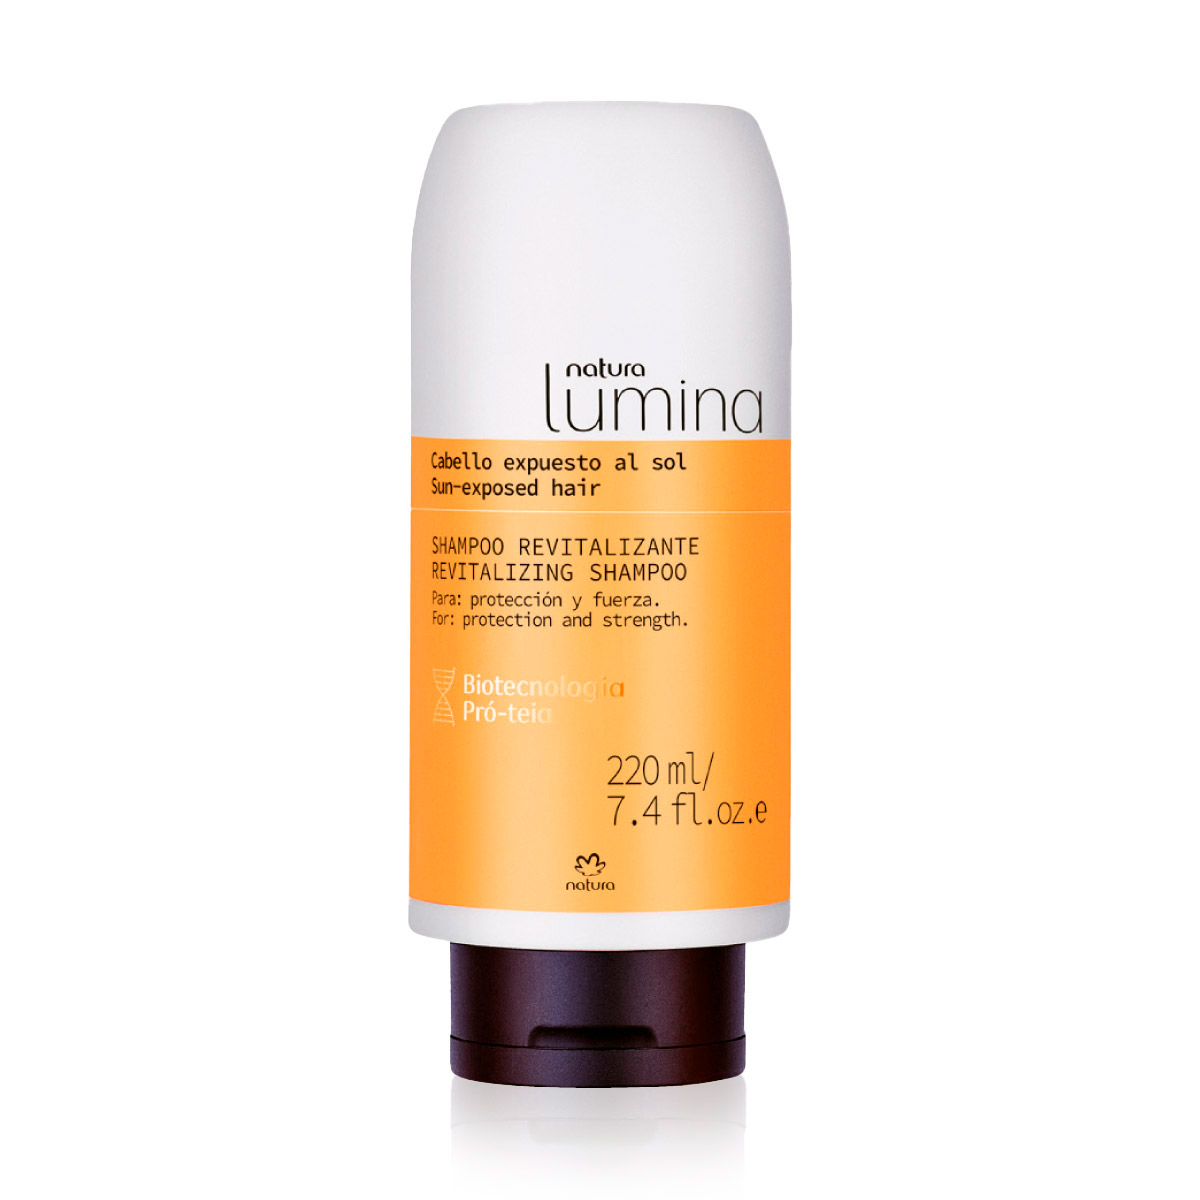 natura
lumina
Cabello expuesto al sol
Sun-exposed hair
SHAMPOO REVITALIZANTE
REVITALIZING SHAMPOO
Para: protección y fuerza.
For: protection and strength.
Biotecnología
Pró-teia
220 ml/
7.4 fl.oz.e
natura